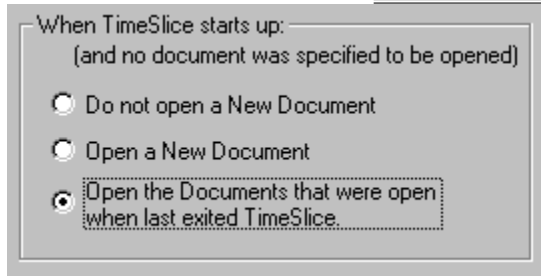 When TimeSlice starts up:
(and no document was specified to be opened)
Do not open a New Document
Open a New Document
Open the Documents that were open
when last exited TimeSlice.